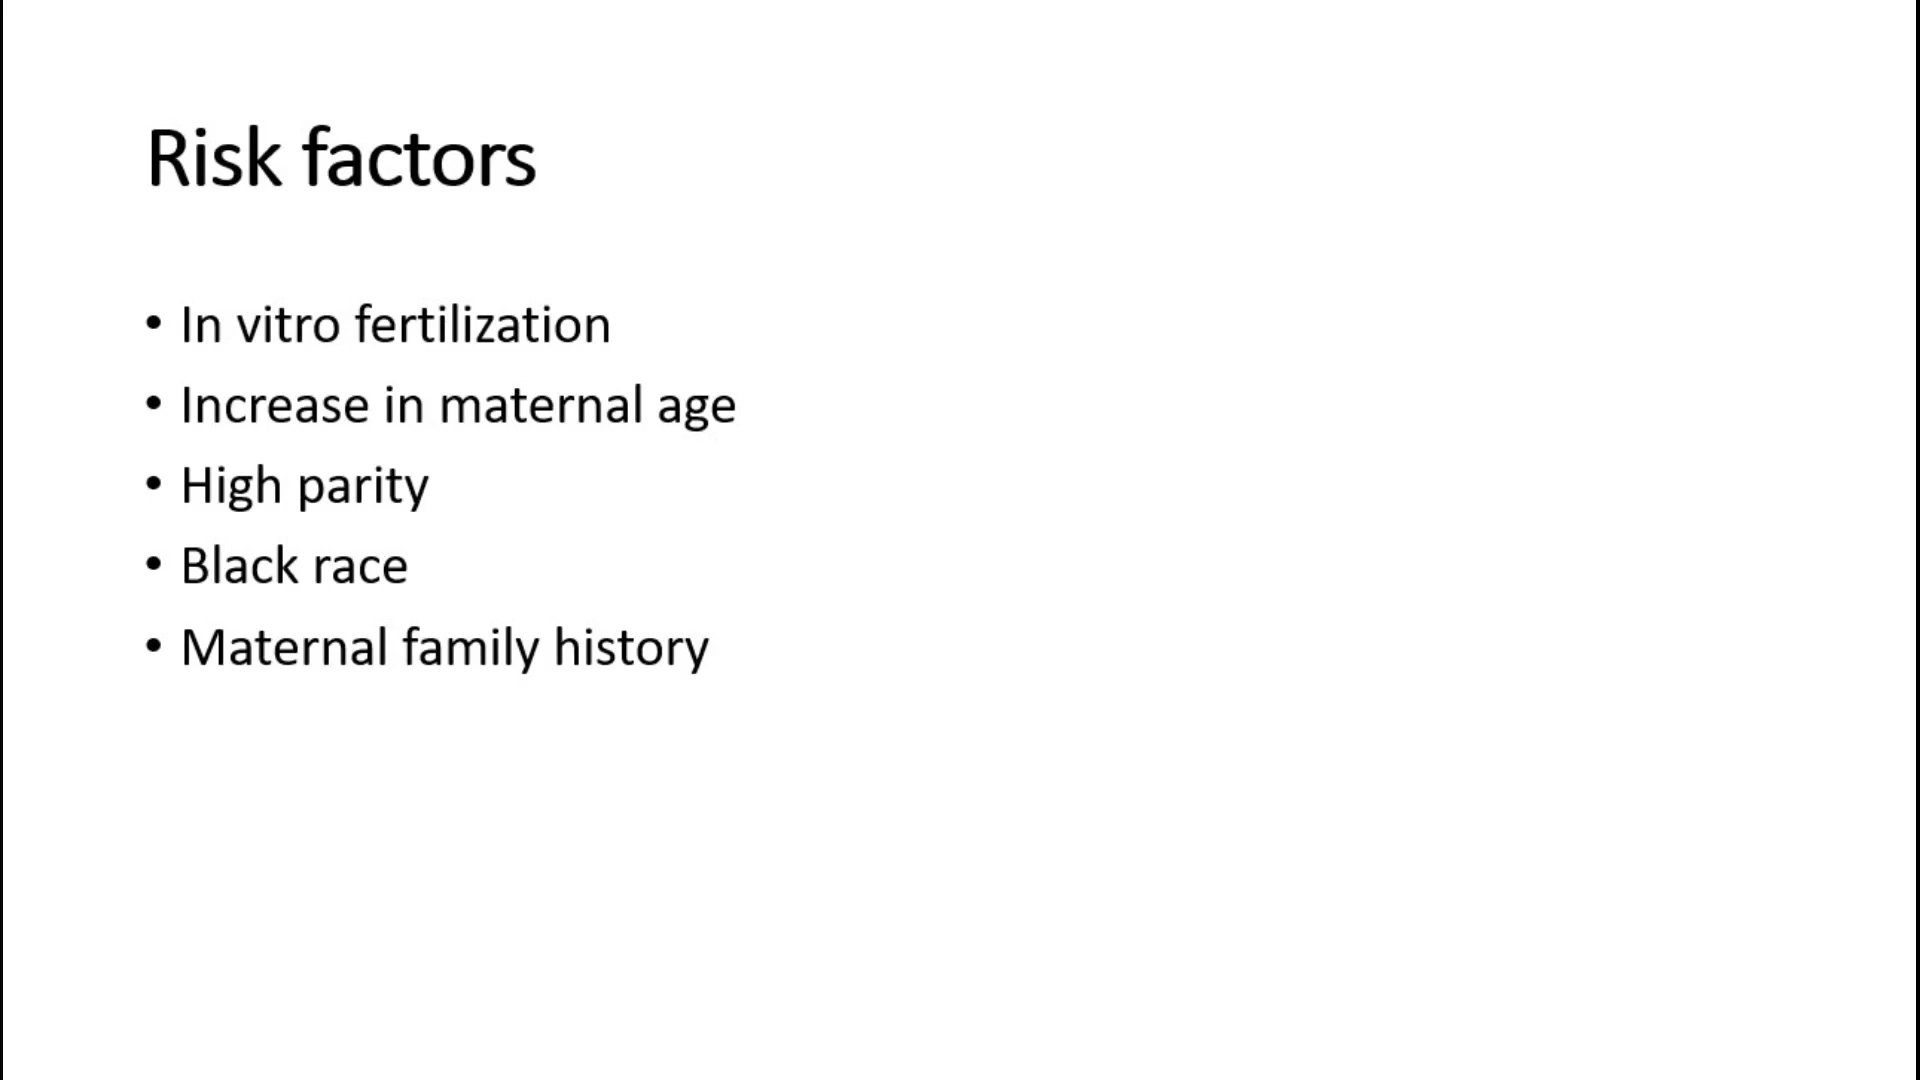 Risk factors
• In vitro fertilization
• Increase in maternal age
• High parity
• Black race
• Maternal family history